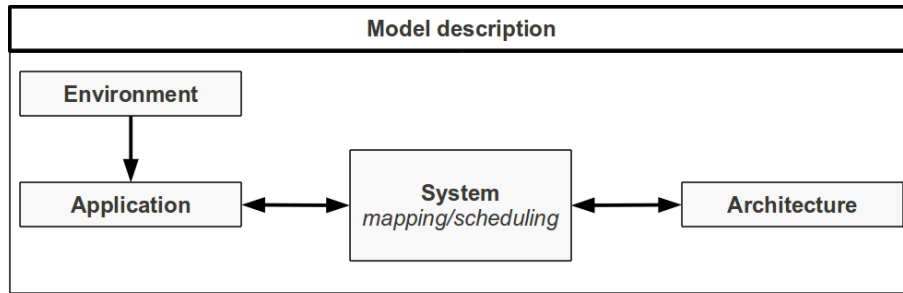 Model description
Environment
Application
System
mapping/scheduling
Architecture